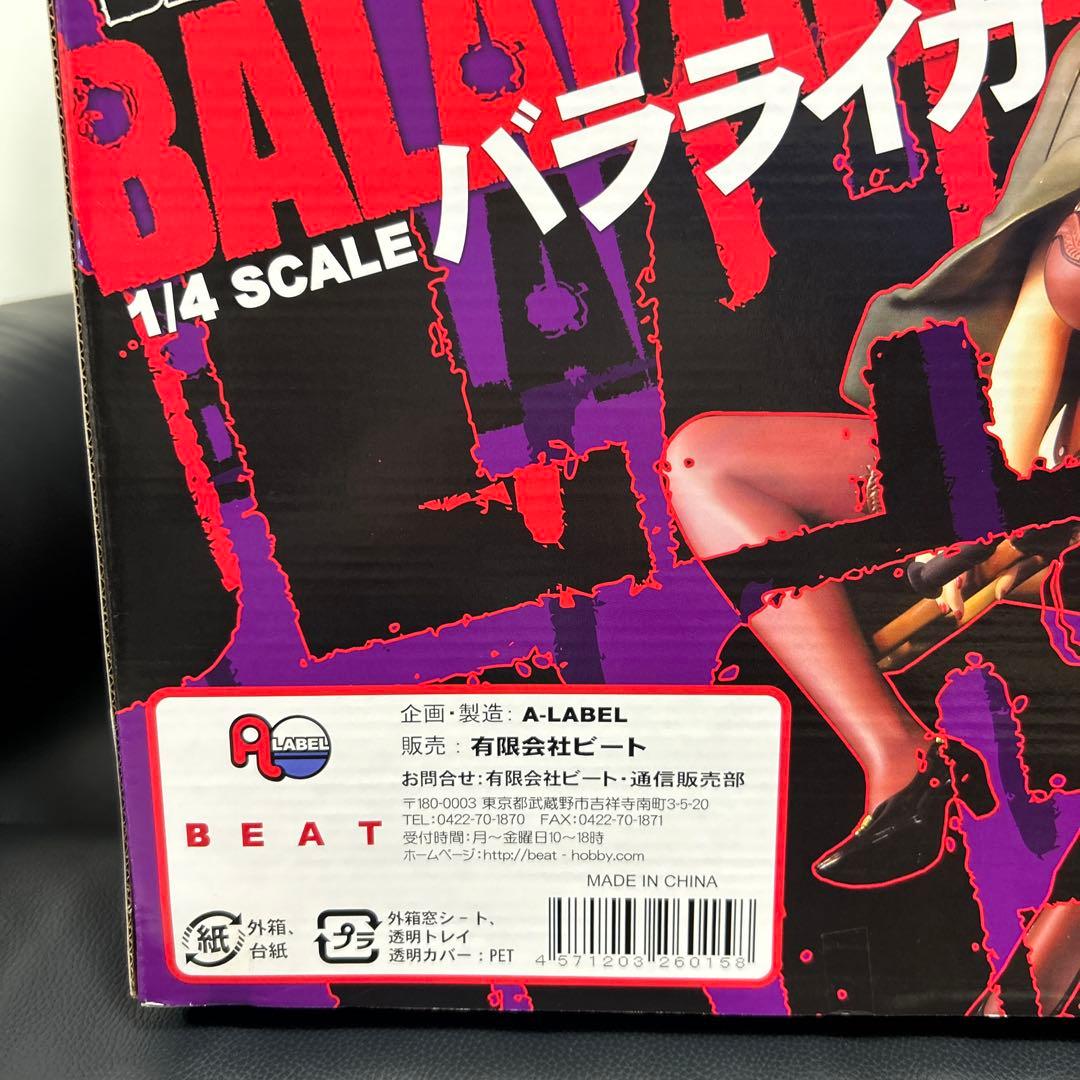 BALALAIKA
バラライカ
1/4 SCALE
A LABEL
BEAT
企画・製造: A-LABEL
販売 : 有限会社ビート
お問合せ:有限会社ビート・通信販売部
〒180-0003 東京都武蔵野市吉祥寺南町3-5-20
TEL:0422-70-1870 FAX:0422-70-1871
受付時間:月〜金曜日10〜18時
ホームページ:http://beat - hobby.com
MADE IN CHINA
紙 外箱、
台紙
プラ 外箱窓シート、
透明トレイ
透明カバー:PET
4 571203 260158